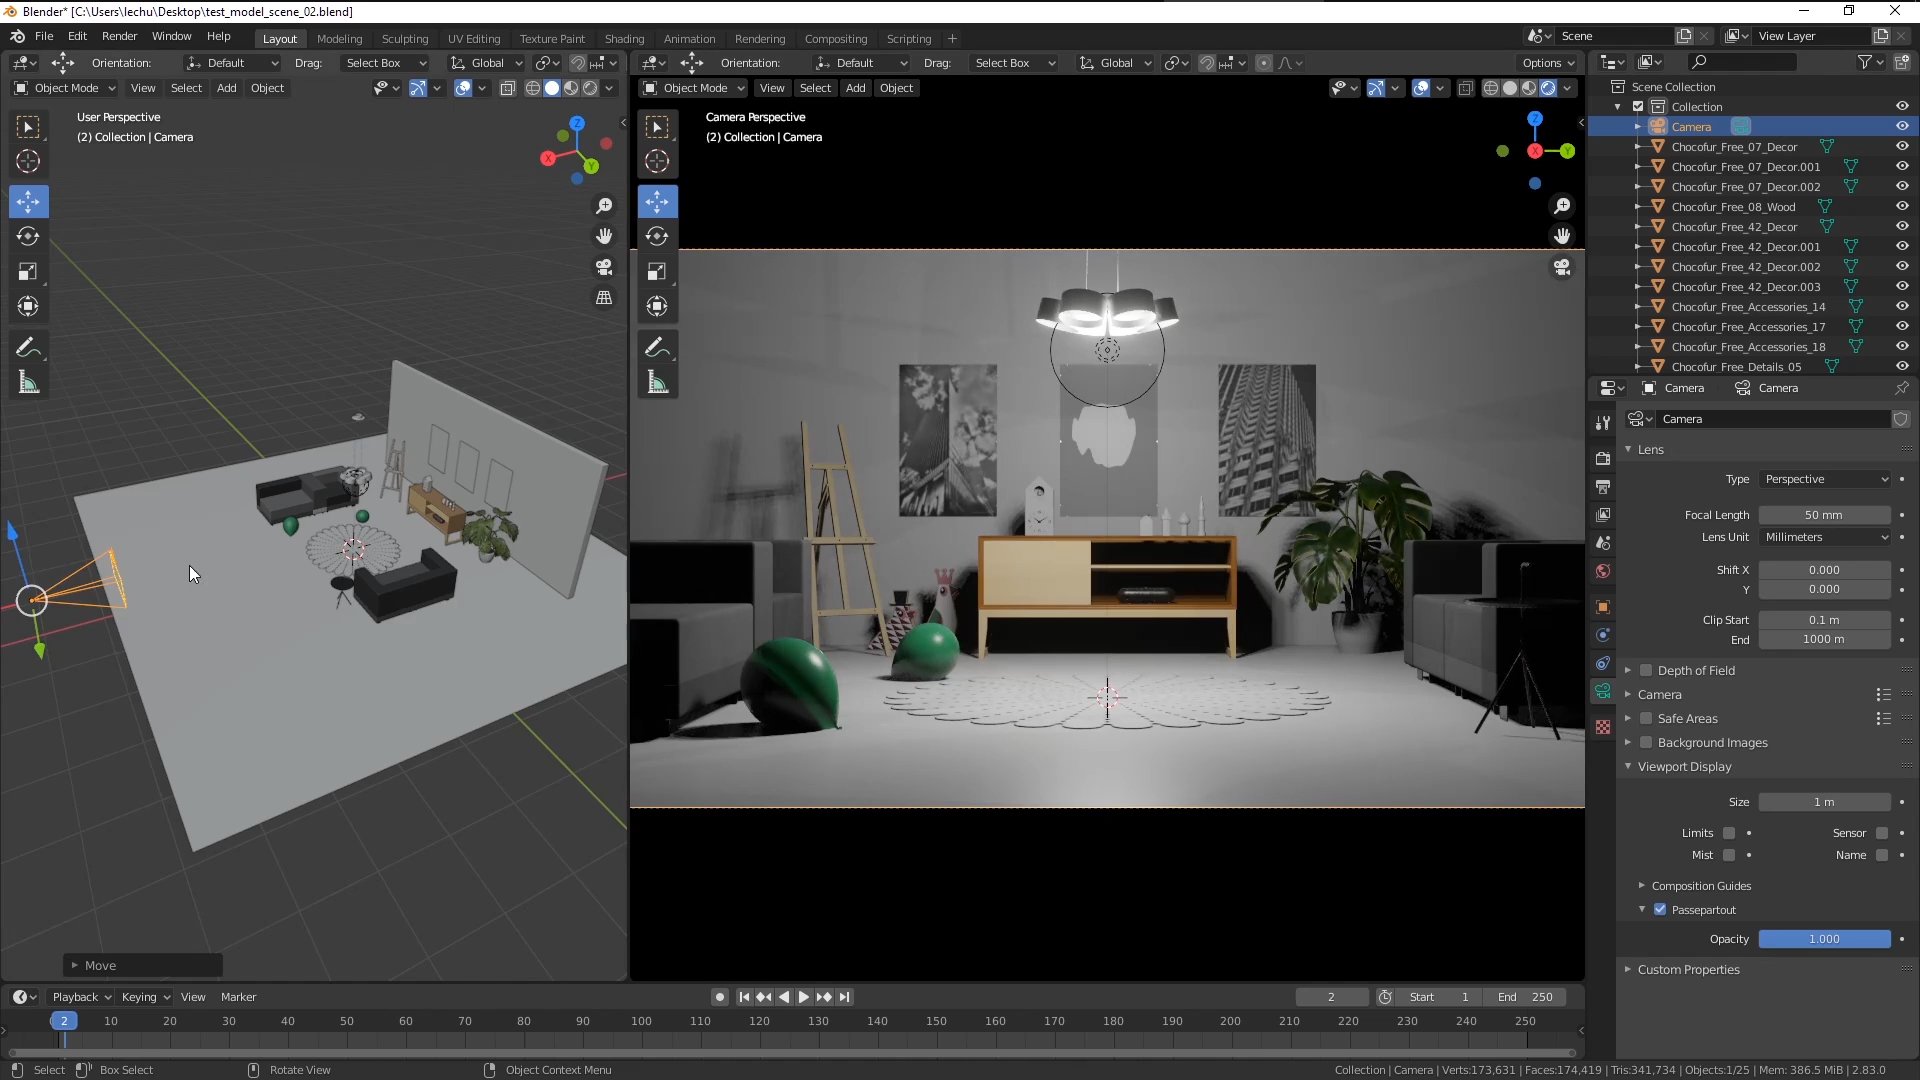 Blender* [C:\Users\lechu\Desktop\test_model_scene_02.blend]
File Edit Render Window Help
Layout Modeling Sculpting UV Editing Texture Paint Shading Animation Rendering Compositing Scripting
Scene
View Layer
Orientation: Default Drag: Select Box Global
Object Mode View Select Add Object
User Perspective
(2) Collection | Camera
Z
X
Y
Move
Orientation: Default Drag: Select Box Global Options
Object Mode View Select Add Object
Camera Perspective
(2) Collection | Camera
Z
X
Y
Scene Collection
Collection
Camera
Chocofur_Free_07_Decor
Chocofur_Free_07_Decor.001
Chocofur_Free_07_Decor.002
Chocofur_Free_08_Wood
Chocofur_Free_42_Decor
Chocofur_Free_42_Decor.001
Chocofur_Free_42_Decor.002
Chocofur_Free_42_Decor.003
Chocofur_Free_Accessories_14
Chocofur_Free_Accessories_17
Chocofur_Free_Accessories_18
Chocofur_Free_Details_05
Camera Camera
Camera
Lens
Type Perspective
Focal Length 50 mm
Lens Unit Millimeters
Shift X 0.000
Y 0.000
Clip Start 0.1 m
End 1000 m
Depth of Field
Camera
Safe Areas
Background Images
Viewport Display
Size 1 m
Limits Sensor
Mist Name
Composition Guides
Passepartout
Opacity 1.000
Custom Properties
Playback Keying View Marker
2 Start 1 End 250
2 10 20 30 40 50 60 70 80 90 100 110 120 130 140 150 160 170 180 190 200 210 220 230 240 250
Select Box Select Rotate View Object Context Menu
Collection | Camera | Verts:173,631 | Faces:174,419 | Tris:341,734 | Objects:1/25 | Mem: 386.5 MiB | 2.83.0